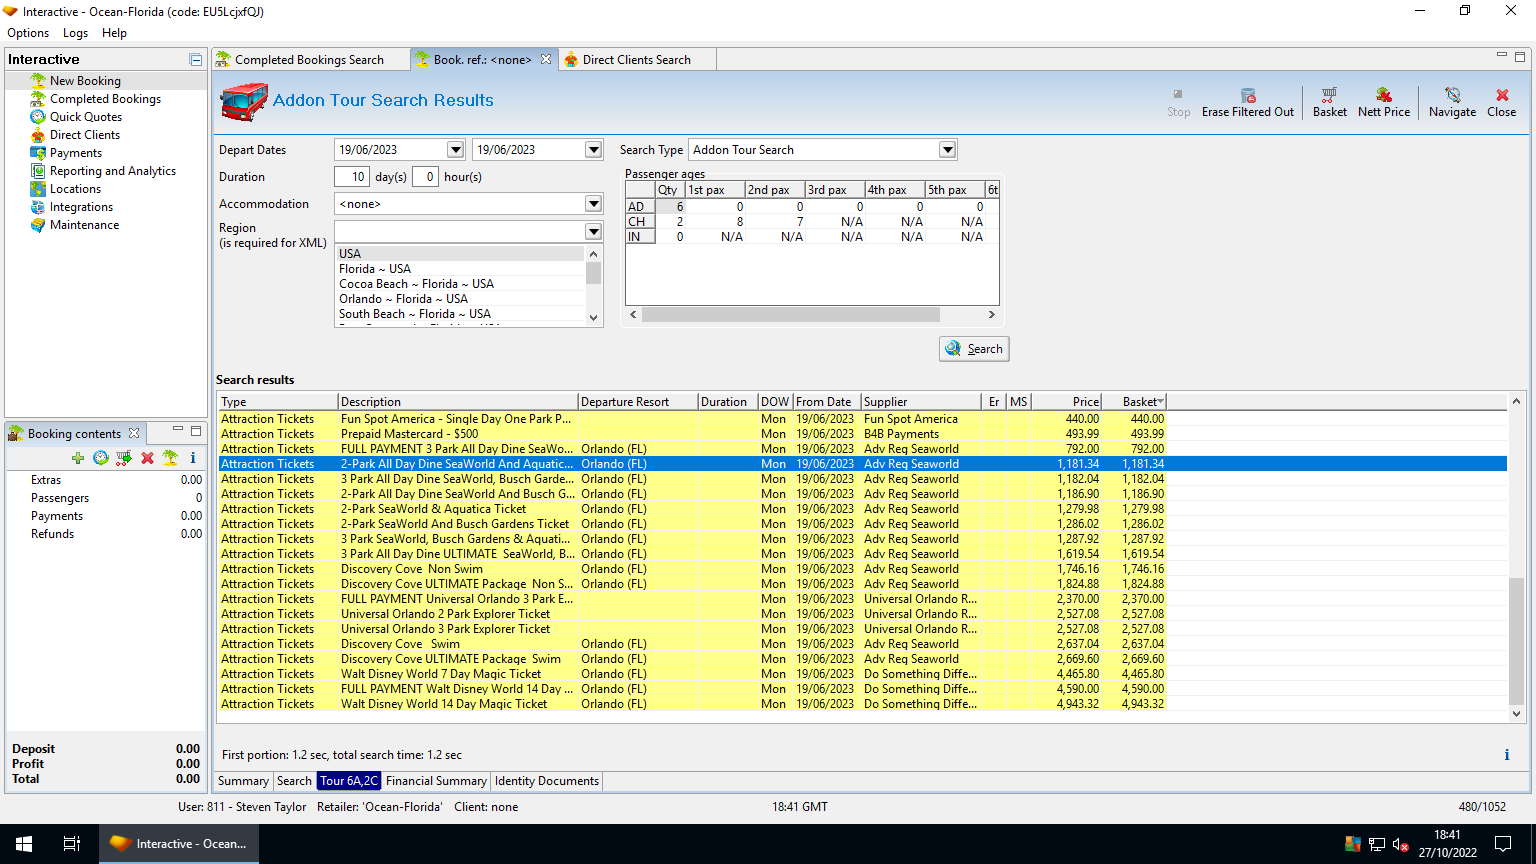 Interactive - Ocean-Florida (code: EU5LcjxfQJ)
Options Logs Help
Interactive
New Booking
Completed Bookings
Quick Quotes
Direct Clients
Payments
Reporting and Analytics
Locations
Integrations
Maintenance
Completed Bookings Search Book. ref.: <none> Direct Clients Search
Addon Tour Search Results
Stop Erase Filtered Out Basket Nett Price Navigate Close
Depart Dates 19/06/2023 19/06/2023 Search Type Addon Tour Search
Duration 10 day(s) 0 hour(s)
Accommodation <none>
Region
(is required for XML)
USA
Florida ~ USA
Cocoa Beach ~ Florida ~ USA
Orlando ~ Florida ~ USA
South Beach ~ Florida ~ USA
Passenger ages
Qty 1st pax 2nd pax 3rd pax 4th pax 5th pax 6t
AD 6 0 0 0 0 0
CH 2 8 7 N/A N/A N/A
IN 0 N/A N/A N/A N/A N/A
Search
Search results
Type Description Departure Resort Duration DOW From Date Supplier Er MS Price Basket
Attraction Tickets Fun Spot America - Single Day One Park P... Mon 19/06/2023 Fun Spot America 440.00 440.00
Attraction Tickets Prepaid Mastercard - $500 Mon 19/06/2023 B4B Payments 493.99 493.99
Attraction Tickets FULL PAYMENT 3 Park All Day Dine SeaWo... Orlando (FL) Mon 19/06/2023 Adv Reg Seaworld 792.00 792.00
Attraction Tickets 2-Park All Day Dine SeaWorld And Aquatic... Orlando (FL) Mon 19/06/2023 Adv Reg Seaworld 1,181.34 1,181.34
Attraction Tickets 3 Park All Day Dine SeaWorld, Busch Garde... Orlando (FL) Mon 19/06/2023 Adv Reg Seaworld 1,182.04 1,182.04
Attraction Tickets 2-Park All Day Dine SeaWorld And Busch G... Orlando (FL) Mon 19/06/2023 Adv Reg Seaworld 1,186.90 1,186.90
Attraction Tickets 2-Park SeaWorld & Aquatica Ticket Orlando (FL) Mon 19/06/2023 Adv Reg Seaworld 1,279.98 1,279.98
Attraction Tickets 2-Park SeaWorld And Busch Gardens Ticket Orlando (FL) Mon 19/06/2023 Adv Reg Seaworld 1,286.02 1,286.02
Attraction Tickets 3 Park SeaWorld, Busch Gardens & Aquati... Orlando (FL) Mon 19/06/2023 Adv Reg Seaworld 1,287.92 1,287.92
Attraction Tickets 3 Park All Day Dine ULTIMATE SeaWorld, B... Orlando (FL) Mon 19/06/2023 Adv Reg Seaworld 1,619.54 1,619.54
Attraction Tickets Discovery Cove Non Swim Orlando (FL) Mon 19/06/2023 Adv Reg Seaworld 1,746.16 1,746.16
Attraction Tickets Discovery Cove ULTIMATE Package Non S... Orlando (FL) Mon 19/06/2023 Adv Reg Seaworld 1,824.88 1,824.88
Attraction Tickets FULL PAYMENT Universal Orlando 3 Park E... Mon 19/06/2023 Universal Orlando R... 2,370.00 2,370.00
Attraction Tickets Universal Orlando 2 Park Explorer Ticket Mon 19/06/2023 Universal Orlando R... 2,527.08 2,527.08
Attraction Tickets Universal Orlando 3 Park Explorer Ticket Mon 19/06/2023 Universal Orlando R... 2,527.08 2,527.08
Attraction Tickets Discovery Cove Swim Orlando (FL) Mon 19/06/2023 Adv Reg Seaworld 2,637.04 2,637.04
Attraction Tickets Discovery Cove ULTIMATE Package Swim Orlando (FL) Mon 19/06/2023 Adv Reg Seaworld 2,669.60 2,669.60
Attraction Tickets Walt Disney World 7 Day Magic Ticket Orlando (FL) Mon 19/06/2023 Do Something Diffe... 4,465.80 4,465.80
Attraction Tickets FULL PAYMENT Walt Disney World 14 Day ... Orlando (FL) Mon 19/06/2023 Do Something Diffe... 4,590.00 4,590.00
Attraction Tickets Walt Disney World 14 Day Magic Ticket Orlando (FL) Mon 19/06/2023 Do Something Diffe... 4,943.32 4,943.32
Booking contents
Extras 0.00
Passengers 0
Payments 0.00
Refunds 0.00
Deposit 0.00
Profit 0.00
Total 0.00
First portion: 1.2 sec, total search time: 1.2 sec
Summary Search Tour 6A,2C Financial Summary Identity Documents
User: 811 - Steven Taylor Retailer: 'Ocean-Florida' Client: none 18:41 GMT 480/1052
Interactive - Ocean...
18:41
27/10/2022